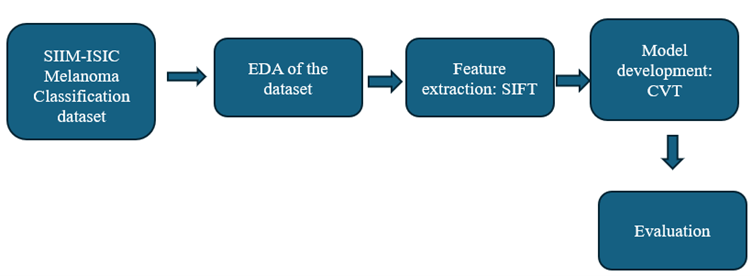 SIIM-ISIC
Melanoma
Classification
dataset
EDA of the
dataset
Feature
extraction: SIFT
Model
development:
CVT
Evaluation